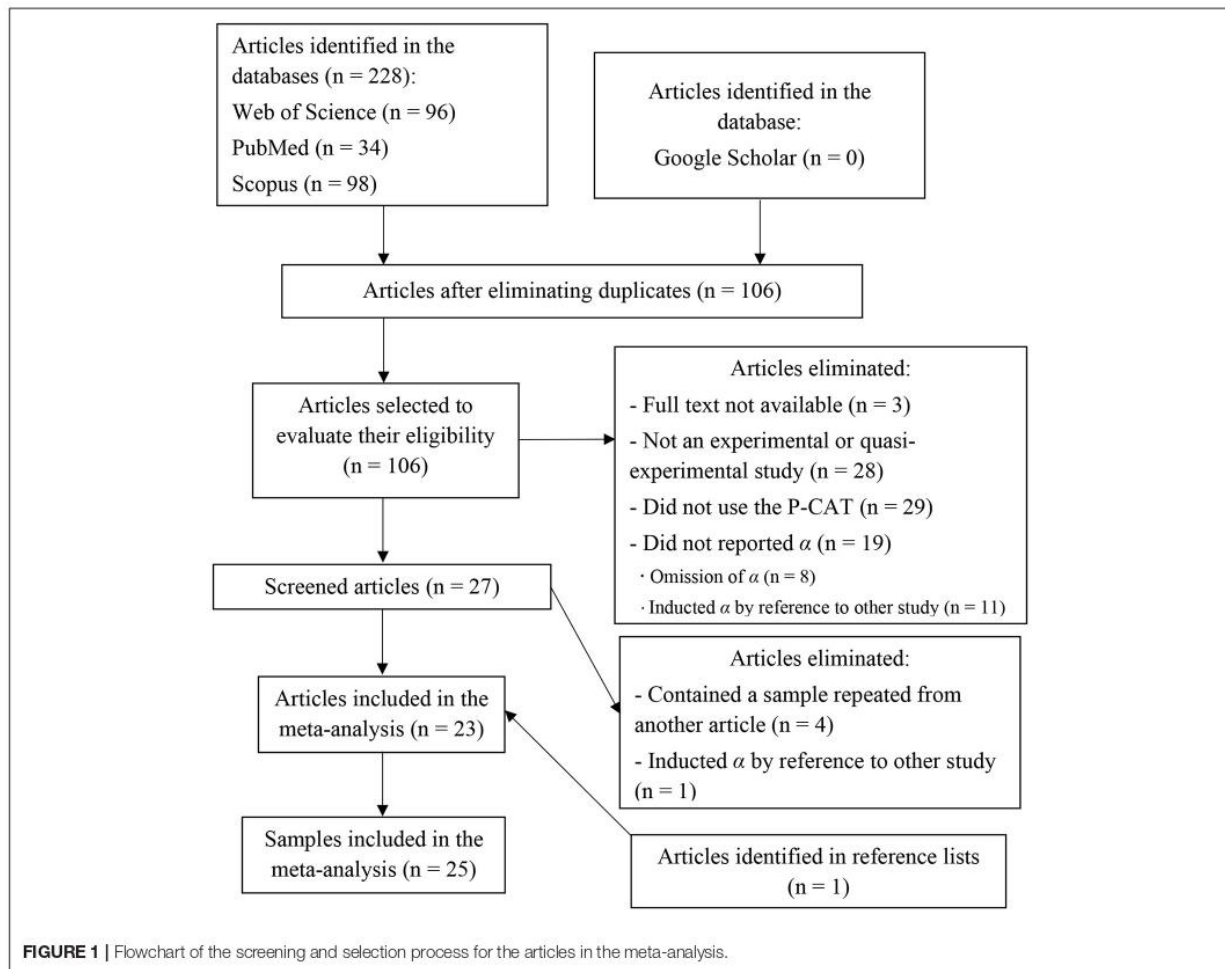 Articles identified in the
databases (n = 228):
Web of Science (n = 96)
PubMed (n = 34)
Scopus (n = 98)
Articles identified in the
database:
Google Scholar (n = 0)
Articles after eliminating duplicates (n = 106)
Articles selected to
evaluate their eligibility
(n = 106)
Articles eliminated:
- Full text not available (n = 3)
- Not an experimental or quasi-
experimental study (n = 28)
- Did not use the P-CAT (n = 29)
- Did not reported α (n = 19)
· Omission of α (n = 8)
· Inducted α by reference to other study (n = 11)
Screened articles (n = 27)
Articles eliminated:
- Contained a sample repeated from
another article (n = 4)
- Inducted α by reference to other study
(n = 1)
Articles included in the
meta-analysis (n = 23)
Samples included in the
meta-analysis (n = 25)
Articles identified in reference lists
(n = 1)
FIGURE 1 | Flowchart of the screening and selection process for the articles in the meta-analysis.